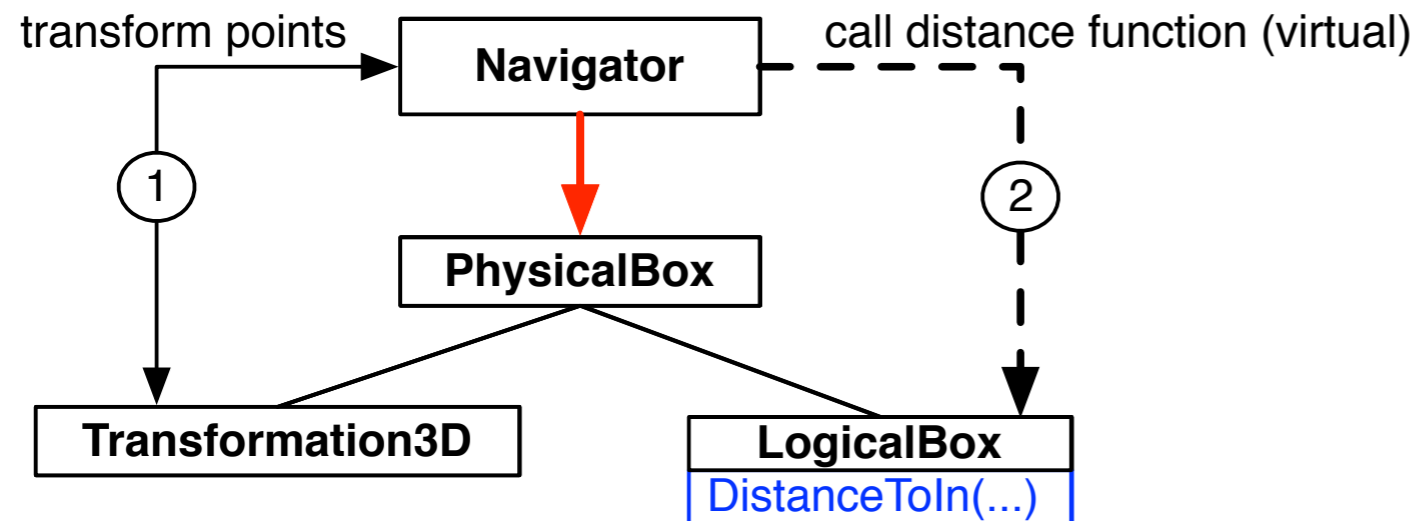 transform points
call distance function (virtual)
Navigator
1
2
PhysicalBox
Transformation3D
LogicalBox
DistanceToIn(...)